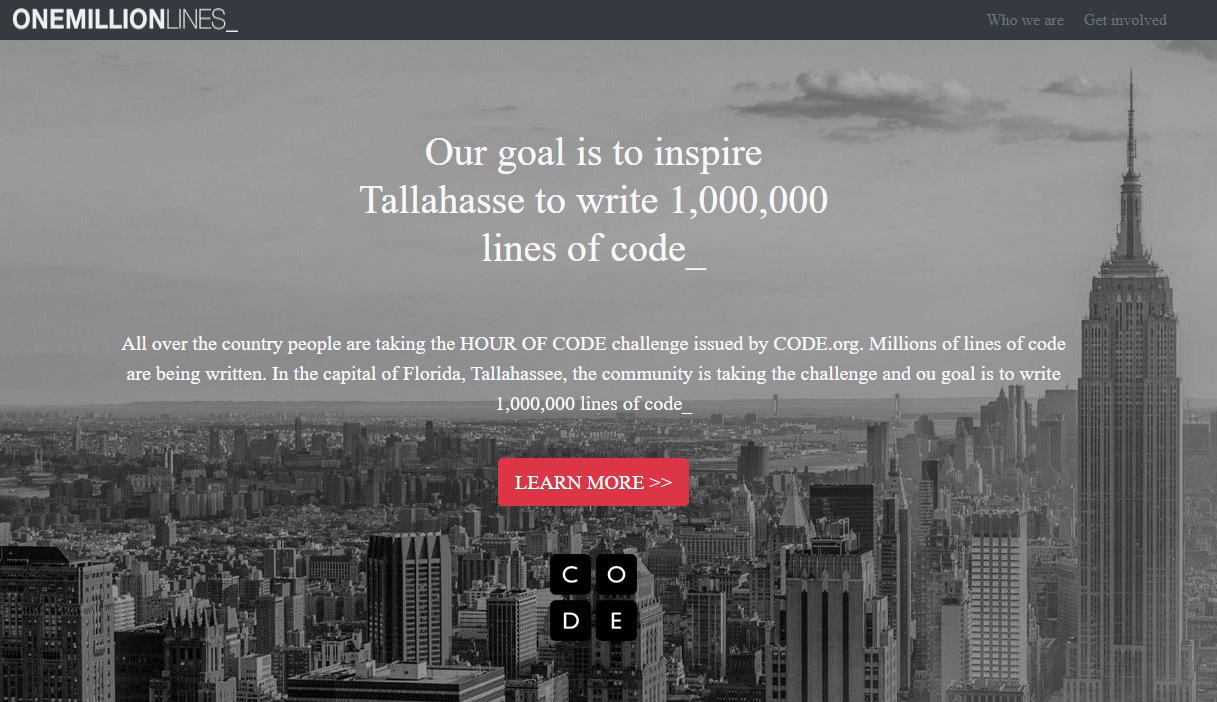 ONEMILLIONLINES_
Who we are
Get involved
Our goal is to inspire
Tallahasse to write 1,000,000
lines of code_
All over the country people are taking the HOUR OF CODE challenge issued by CODE.org. Millions of lines of code
are being written. In the capital of Florida, Tallahassee, the community is taking the challenge and ou goal is to write
1,000,000 lines of code_
LEARN MORE >>
C O
D E